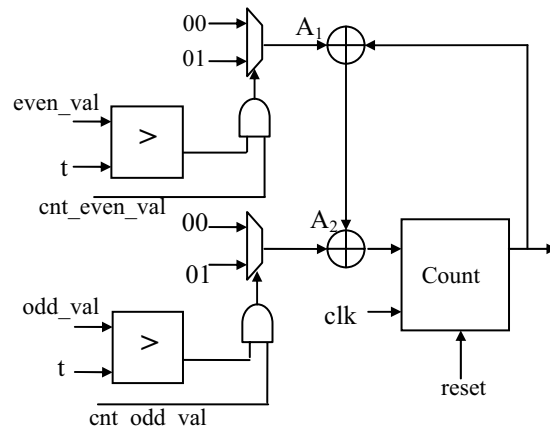 00
A1
01
even_val
>
t
cnt_even_val
00
A2
01
Count
odd_val
clk
>
t
reset
cnt_odd_val